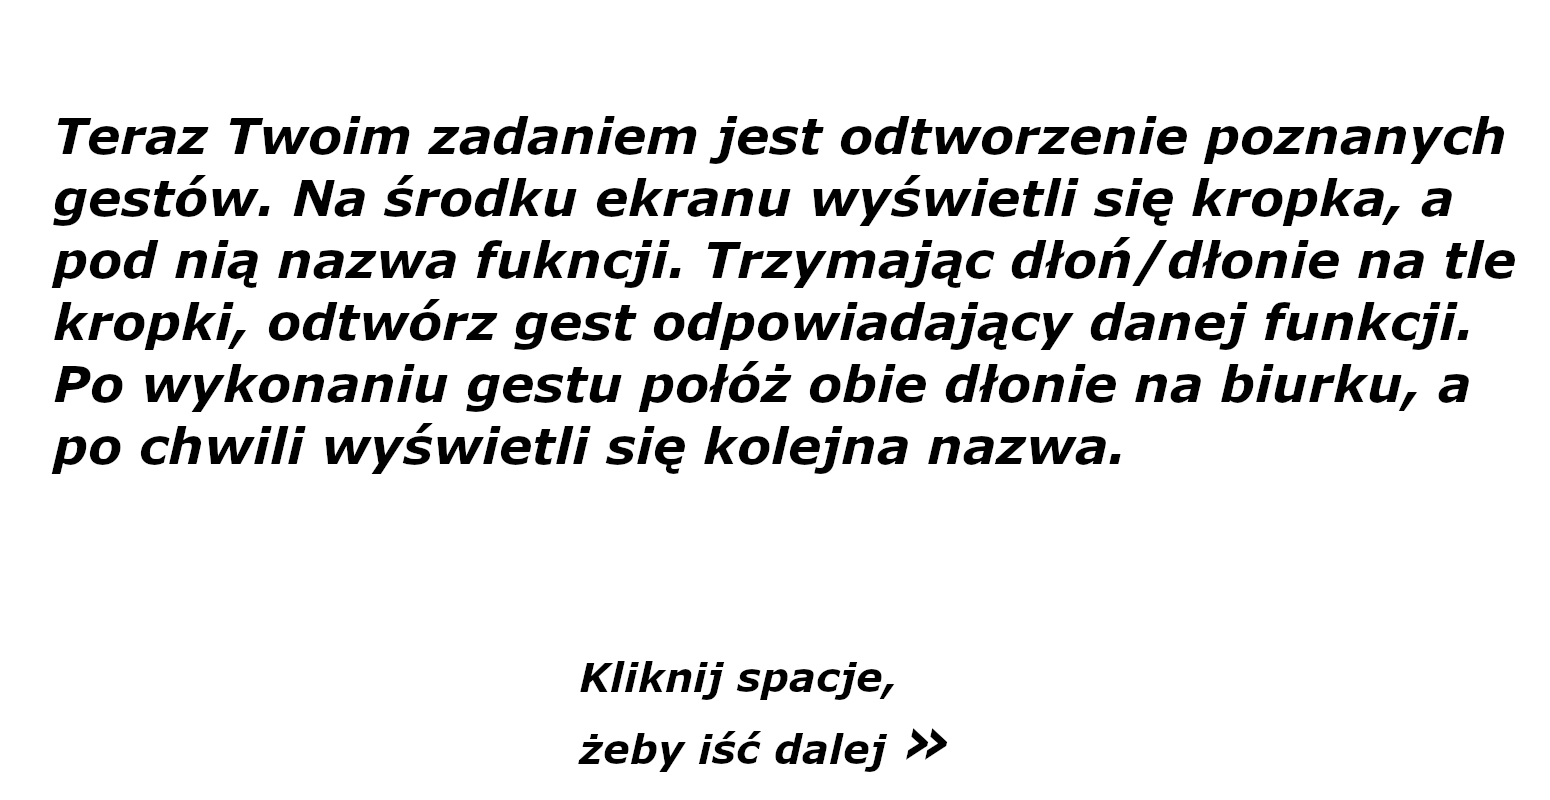 Teraz Twoim zadaniem jest odtworzenie poznanych
gestów. Na środku ekranu wyświetli się kropka, a
pod nią nazwa fukncji. Trzymając dłoń/dłonie na tle
kropki, odtwórz gest odpowiadający danej funkcji.
Po wykonaniu gestu połóż obie dłonie na biurku, a
po chwili wyświetli się kolejna nazwa.
Kliknij spacje,
żeby iść dalej »